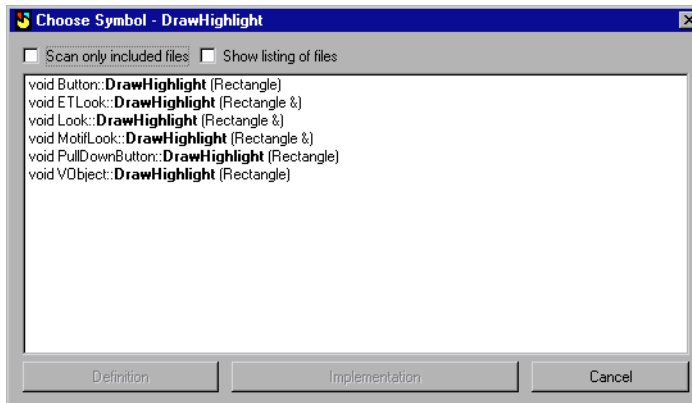 Choose Symbol - DrawHighlight
Scan only included files Show listing of files
void Button::DrawHighlight (Rectangle)
void ETLook::DrawHighlight (Rectangle &)
void Look::DrawHighlight (Rectangle &)
void MotifLook::DrawHighlight (Rectangle &)
void PullDownButton::DrawHighlight (Rectangle)
void VObject::DrawHighlight (Rectangle)
Definition Implementation Cancel